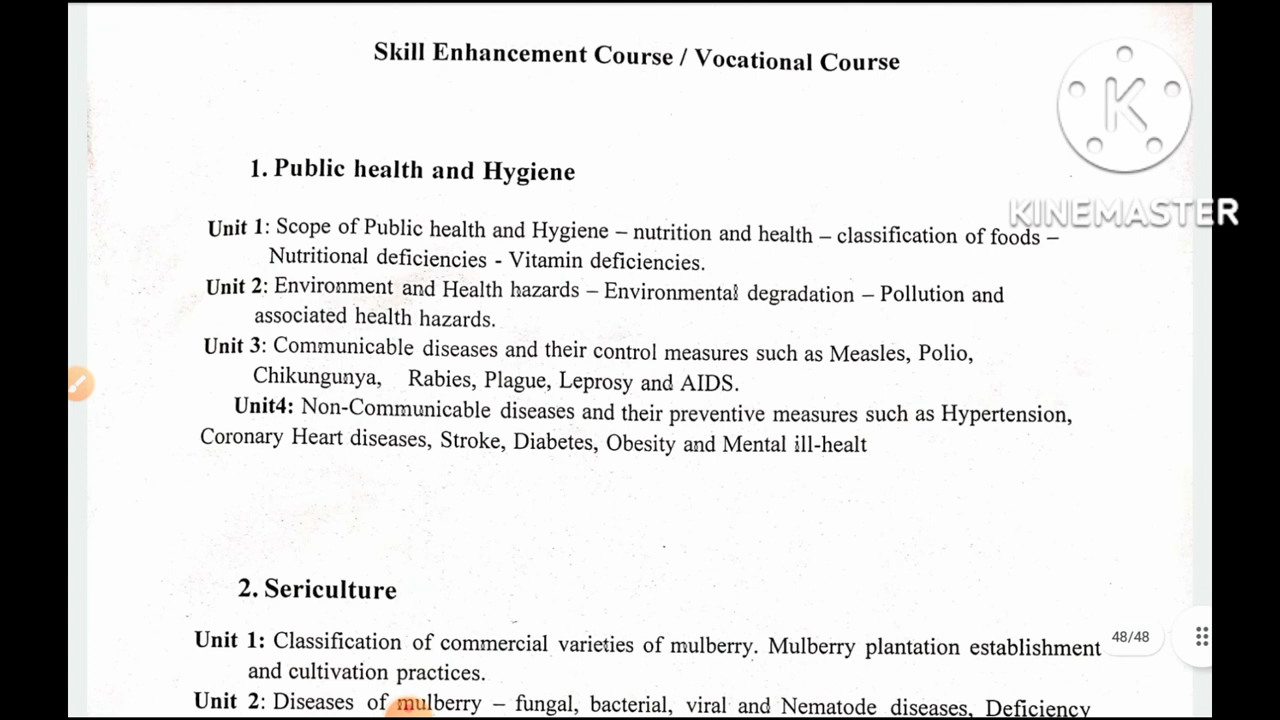 Skill Enhancement Course / Vocational Course
K
KINEMASTER
1. Public health and Hygiene
Unit 1: Scope of Public health and Hygiene – nutrition and health – classification of foods –
Nutritional deficiencies - Vitamin deficiencies.
Unit 2: Environment and Health hazards – Environmental degradation – Pollution and
associated health hazards.
Unit 3: Communicable diseases and their control measures such as Measles, Polio,
Chikungunya, Rabies, Plague, Leprosy and AIDS.
Unit4: Non-Communicable diseases and their preventive measures such as Hypertension,
Coronary Heart diseases, Stroke, Diabetes, Obesity and Mental ill-healt
2. Sericulture
Unit 1: Classification of commercial varieties of mulberry. Mulberry plantation establishment
48/48
and cultivation practices.
Unit 2: Diseases of mulberry – fungal, bacterial, viral and Nematode diseases, Deficiency